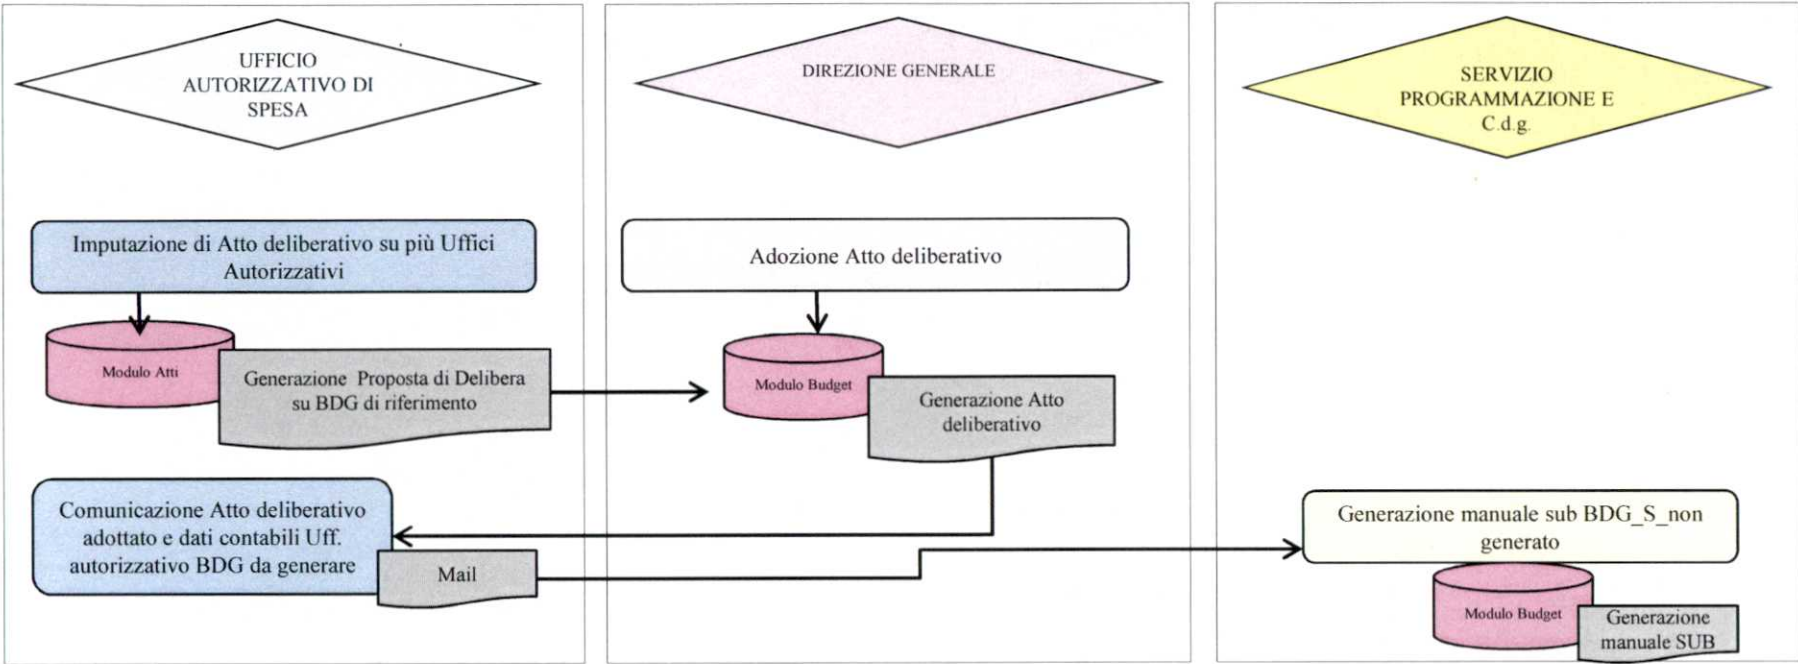 UFFICIO
AUTORIZZATIVO DI
SPESA
DIREZIONE GENERALE
SERVIZIO
PROGRAMMAZIONE E
C.d.g.
Imputazione di Atto deliberativo su più Uffici
Autorizzativi
Adozione Atto deliberativo
Modulo Atti
Generazione Proposta di Delibera
su BDG di riferimento
Modulo Budget
Generazione Atto
deliberativo
Comunicazione Atto deliberativo
adottato e dati contabili Uff.
autorizzativo BDG da generare
Mail
Generazione manuale sub BDG_S_non
generato
Modulo Budget
Generazione
manuale SUB